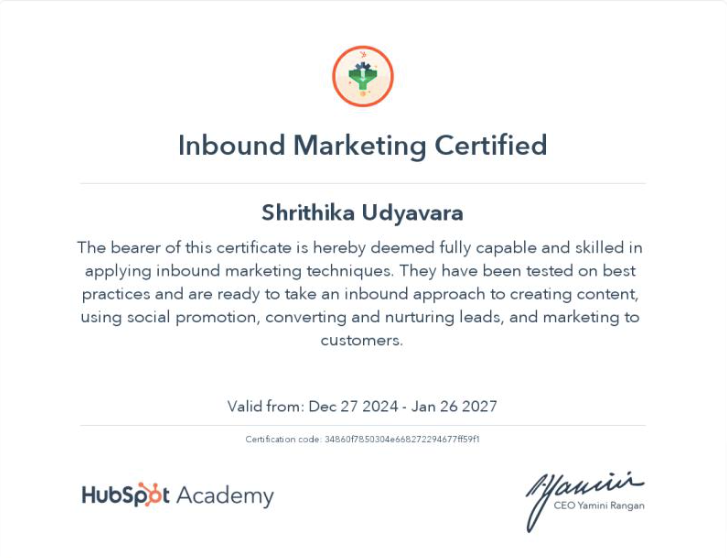 Inbound Marketing Certified
Shrithika Udyavara
The bearer of this certificate is hereby deemed fully capable and skilled in
applying inbound marketing techniques. They have been tested on best
practices and are ready to take an inbound approach to creating content,
using social promotion, converting and nurturing leads, and marketing to
customers.
Valid from: Dec 27 2024 - Jan 26 2027
Certification code: 34860f7850304e668272294677ff59f1
HubSpot Academy
Yamini
CEO Yamini Rangan